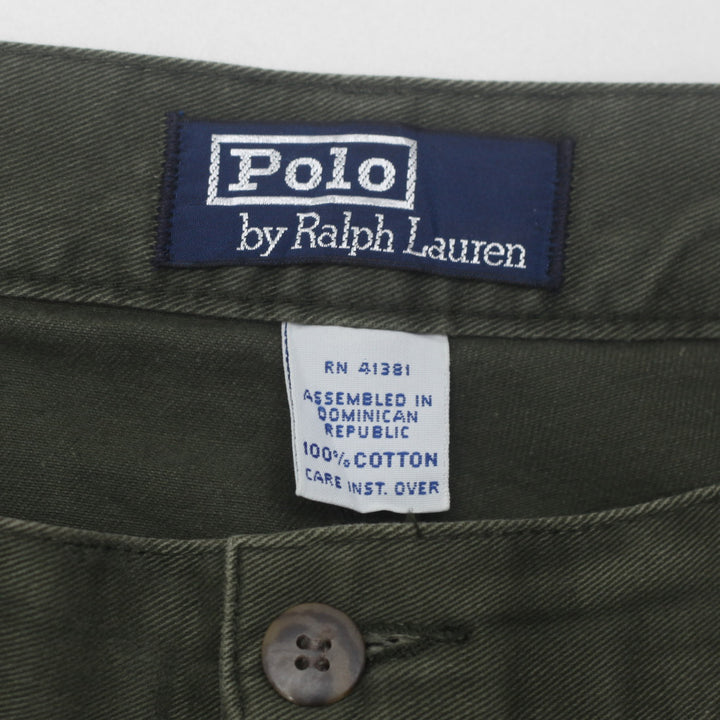 Polo
by Ralph Lauren
RN 41381
ASSEMBLED IN
DOMINICAN
REPUBLIC
100% COTTON
CARE INST. OVER